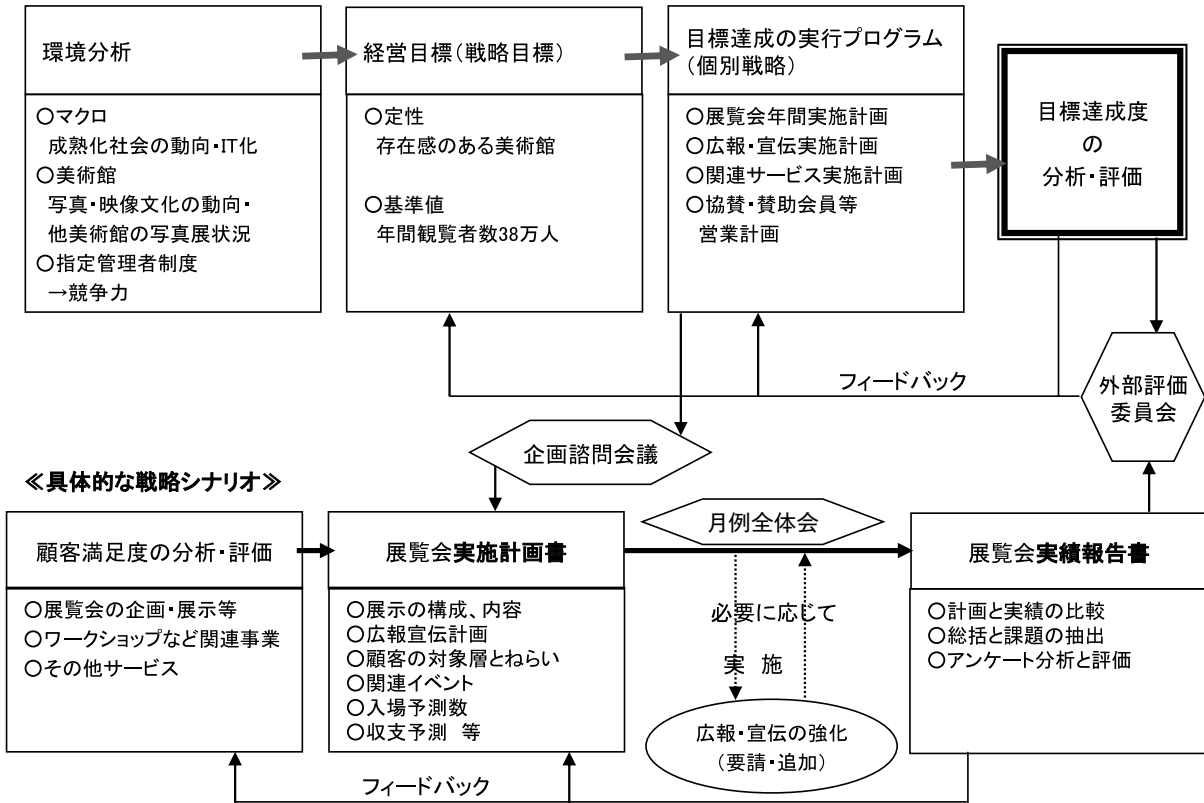 環境分析
○マクロ
成熟化社会の動向・IT化
○美術館
写真・映像文化の動向・
他美術館の写真展状況
○指定管理者制度
→競争力
経営目標(戦略目標)
○定性
存在感のある美術館
○基準値
年間観覧者数38万人
目標達成の実行プログラム
(個別戦略)
○展覧会年間実施計画
○広報・宣伝実施計画
○関連サービス実施計画
○協賛・賛助会員等
営業計画
目標達成度
の
分析・評価
フィードバック
外部評価
委員会
企画諮問会議
≪具体的な戦略シナリオ≫
顧客満足度の分析・評価
○展覧会の企画・展示等
○ワークショップなど関連事業
○その他サービス
展覧会実施計画書
○展示の構成、内容
○広報宣伝計画
○顧客の対象層とねらい
○関連イベント
○入場予測数
○収支予測 等
月例全体会
必要に応じて
実 施
広報・宣伝の強化
(要請・追加)
展覧会実績報告書
○計画と実績の比較
○総括と課題の抽出
○アンケート分析と評価
フィードバック